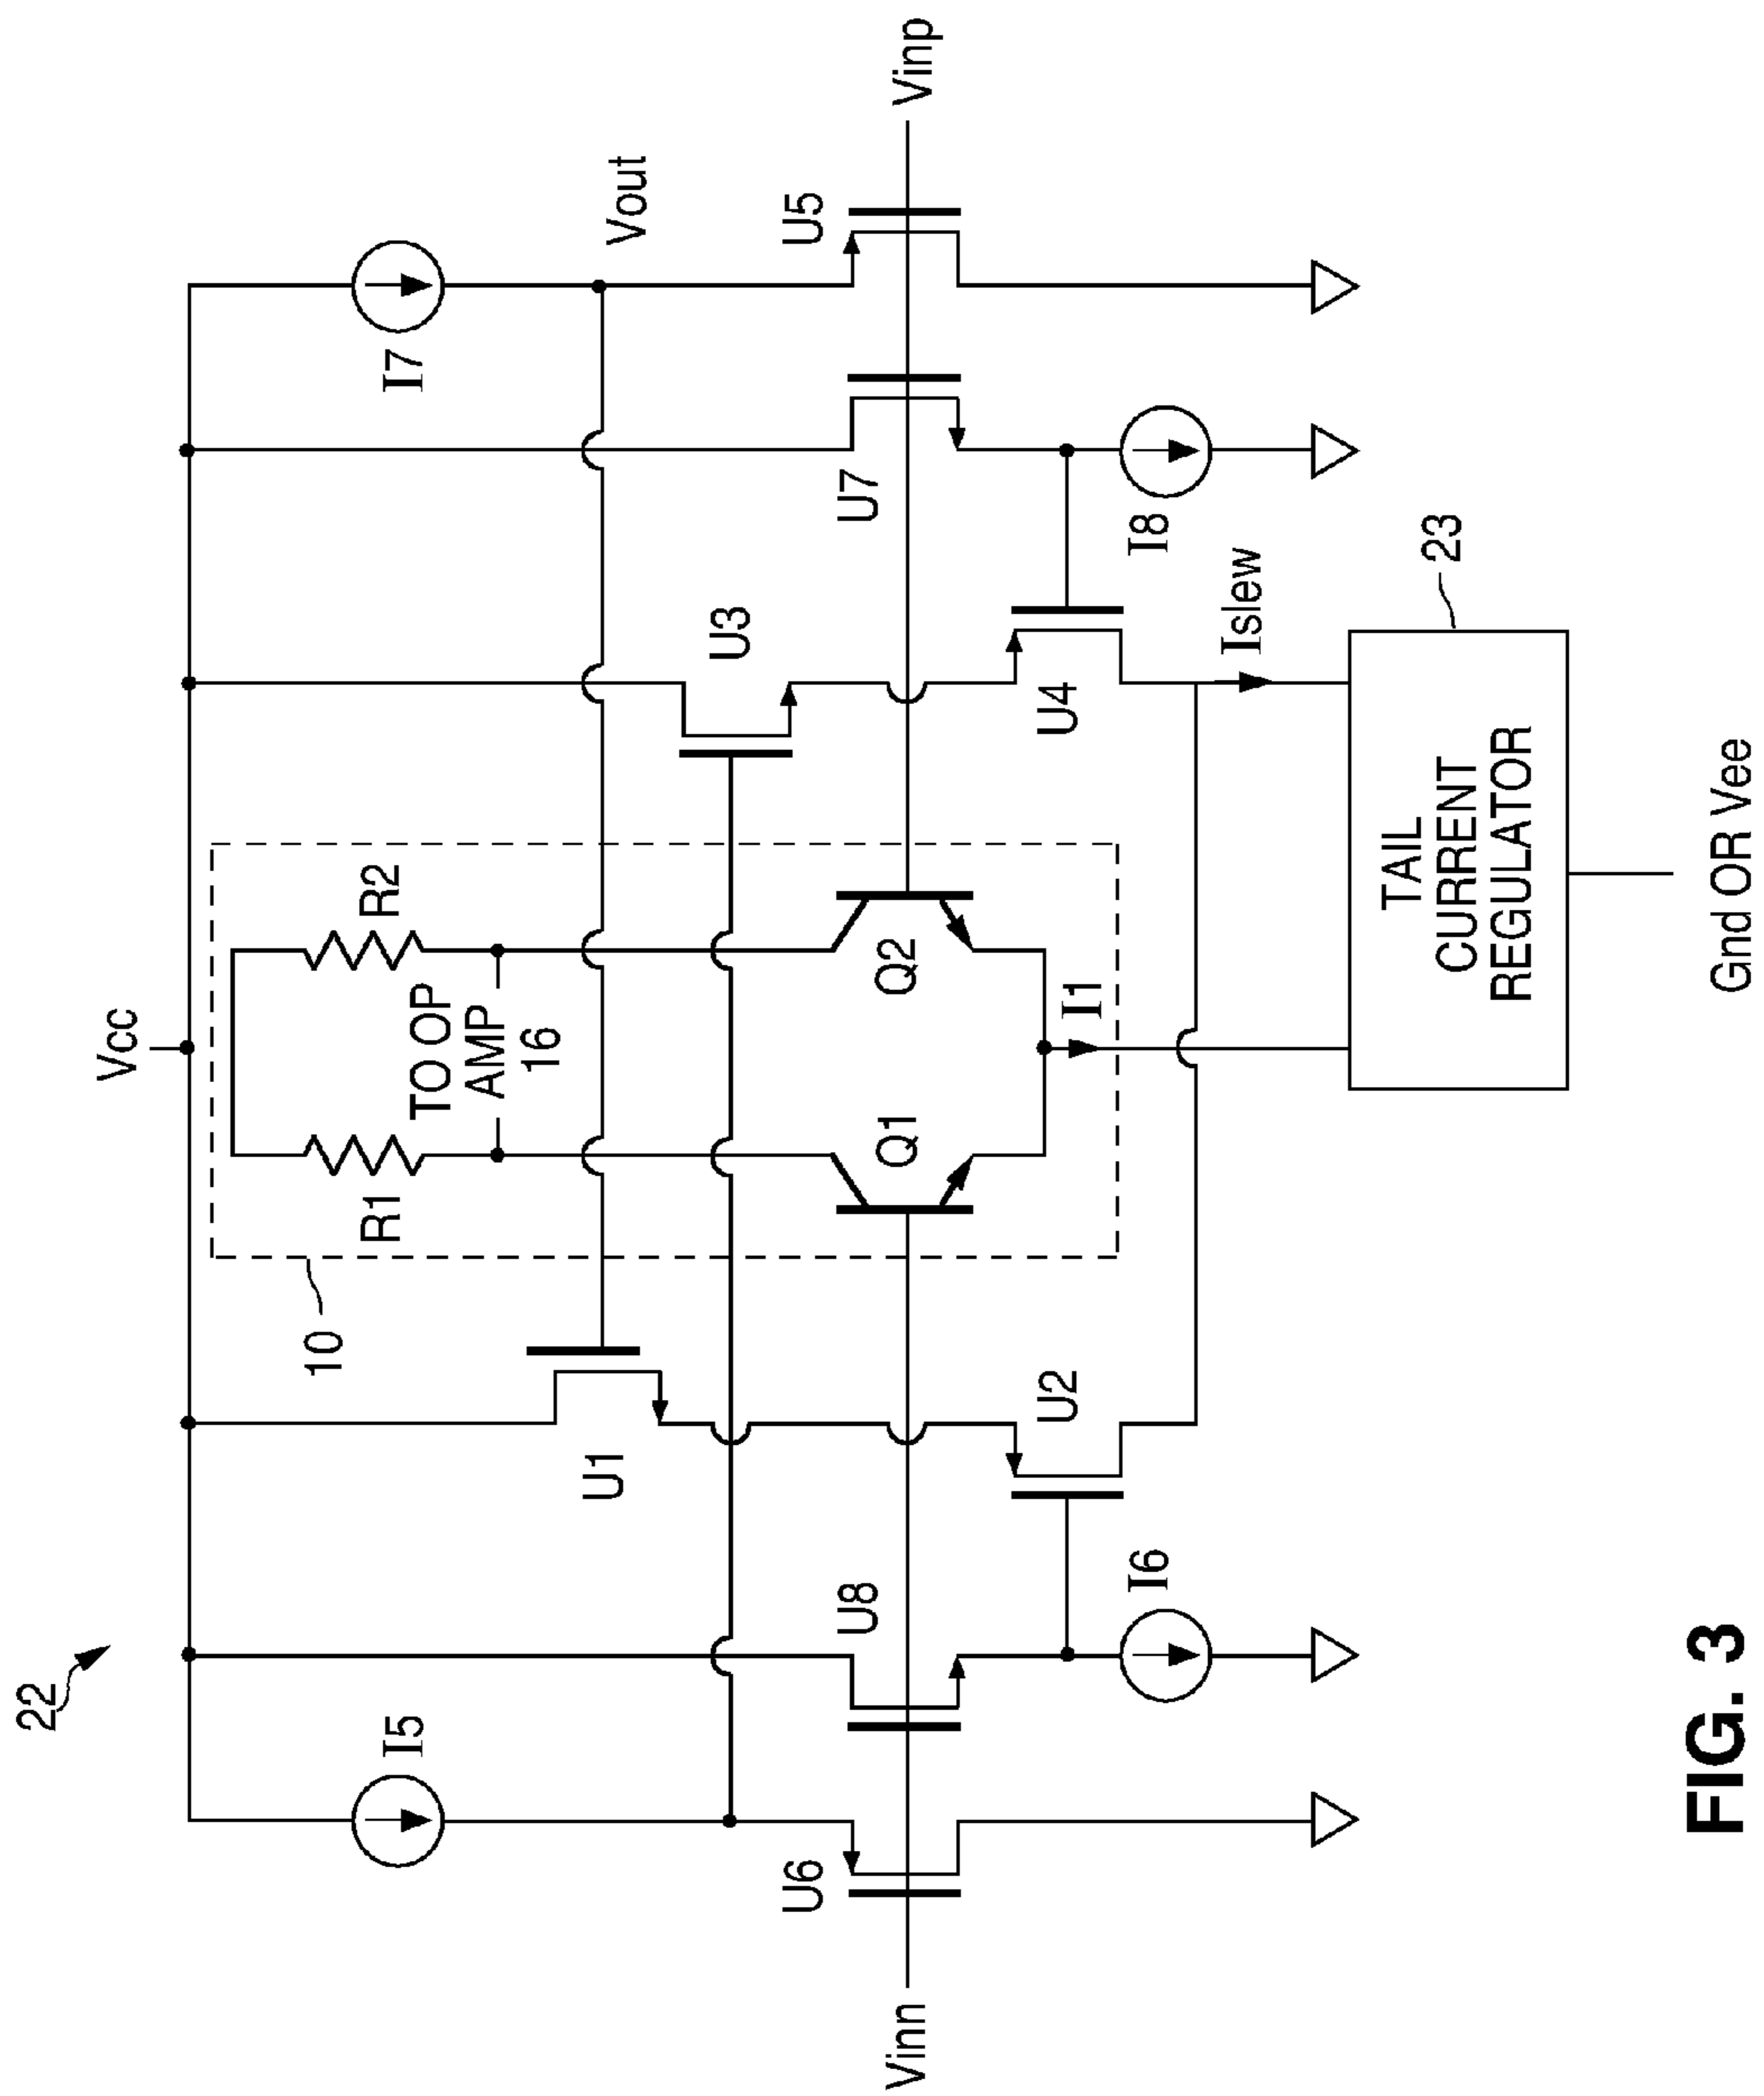 22
Vcc
I5
I7
Vout
10
R1
R2
TO OP
AMP
16
U1
U3
U6
U8
Q1
Q2
U7
U5
Vinn
Vinp
U2
U4
I6
I1
I8
Islew
TAIL
CURRENT
REGULATOR
23
Gnd OR Vee
FIG. 3